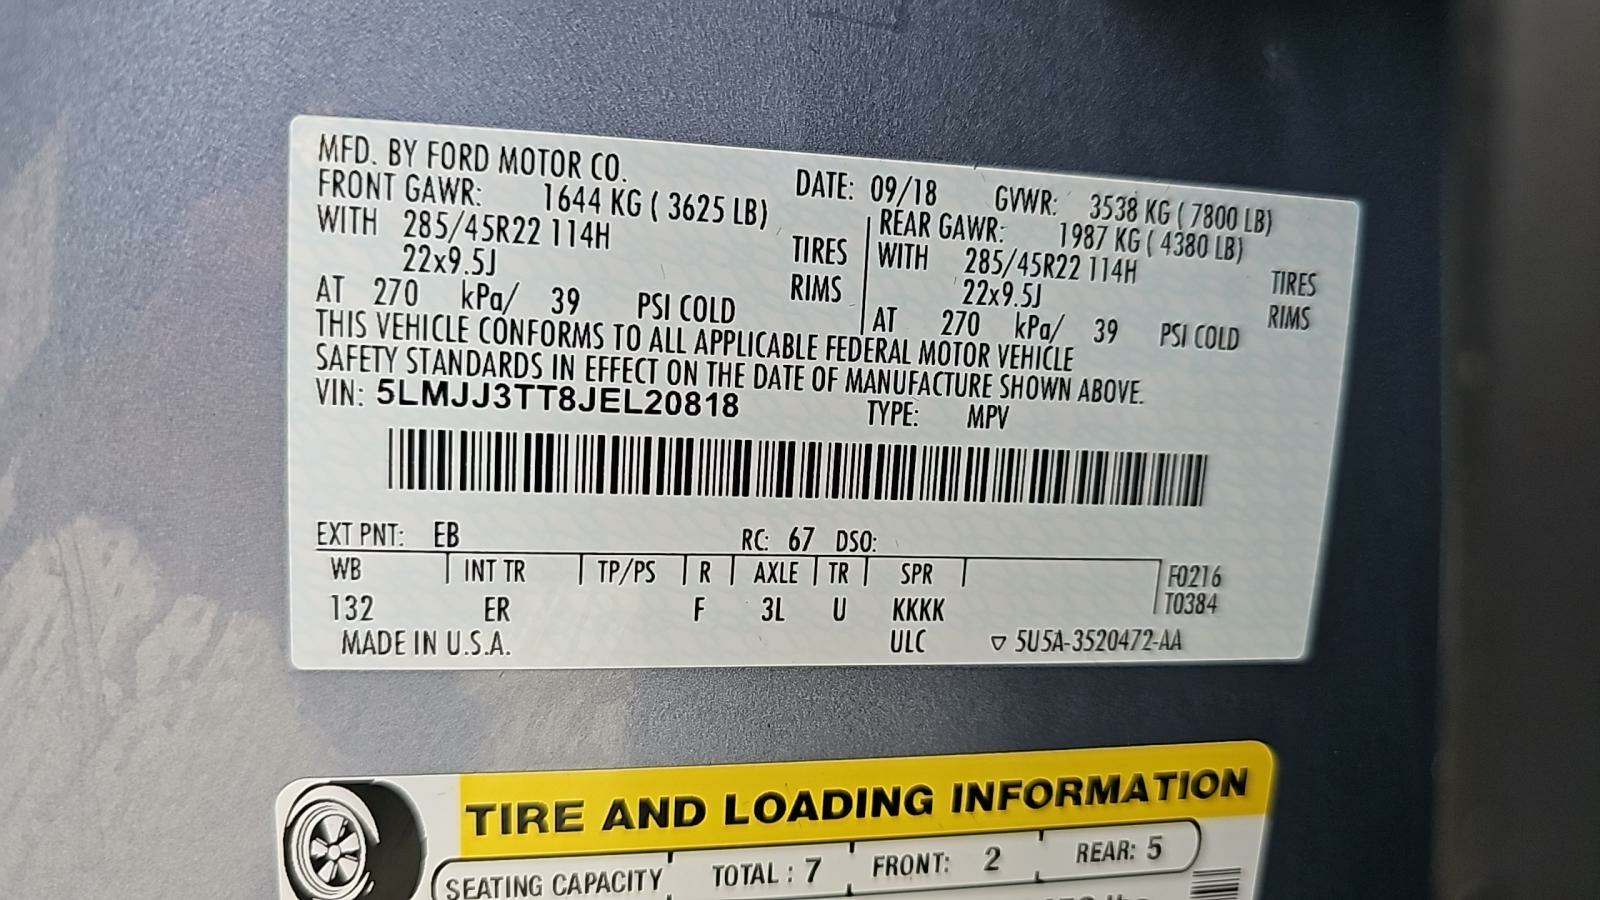 MFD. BY FORD MOTOR CO.
DATE: 09/18 GVWR: 3538 KG ( 7800 LB)
FRONT GAWR: 1644 KG ( 3625 LB)
WITH 285/45R22 114H TIRES
22x9.5J RIMS
AT 270 kPa/ 39 PSI COLD
REAR GAWR: 1987 KG ( 4380 LB)
WITH 285/45R22 114H TIRES
22x9.5J RIMS
AT 270 kPa/ 39 PSI COLD
THIS VEHICLE CONFORMS TO ALL APPLICABLE FEDERAL MOTOR VEHICLE
SAFETY STANDARDS IN EFFECT ON THE DATE OF MANUFACTURE SHOWN ABOVE.
VIN: 5LMJJ3TT8JEL20818 TYPE: MPV
EXT PNT: EB RC: 67 DSO:
WB INT TR TP/PS R AXLE TR SPR F0216
132 ER F 3L U KKKK T0384
MADE IN U.S.A. ULC ▽ 5U5A-3520472-AA
TIRE AND LOADING INFORMATION
SEATING CAPACITY TOTAL : 7 FRONT: 2 REAR: 5